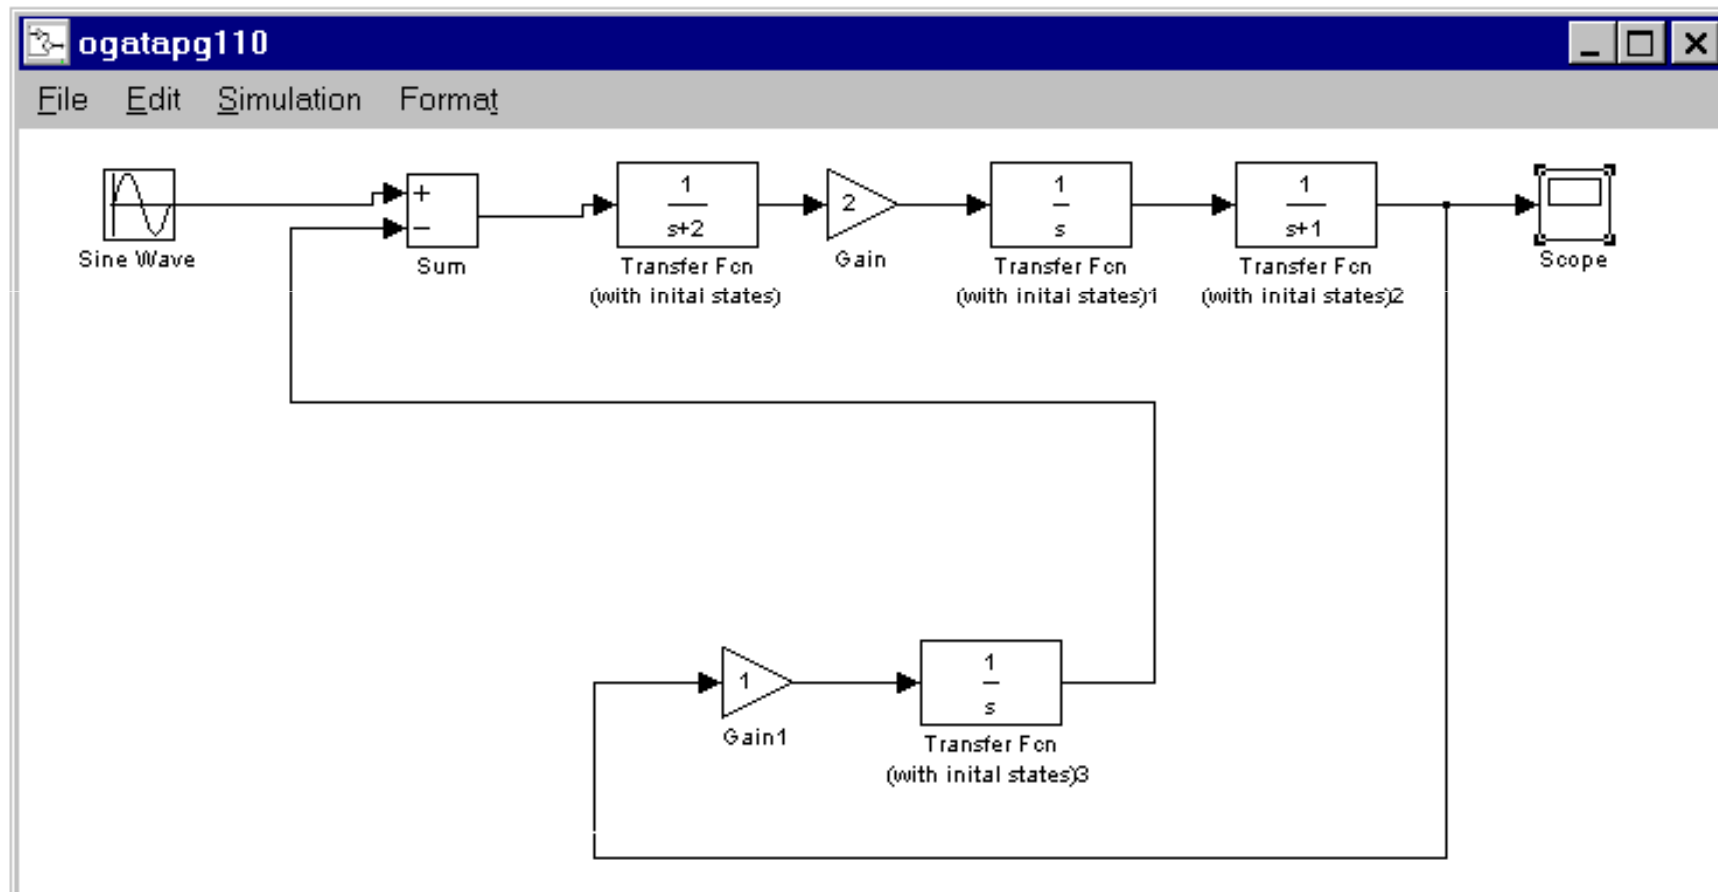 ogatapg110
File Edit Simulation Format
+
−
1
s+2
2
1
s
1
s+1
Sine Wave
Sum
Transfer Fcn
(with inital states)
Gain
Transfer Fcn
(with inital states)1
Transfer Fcn
(with inital states)2
Scope
1
Gain1
1
s
Transfer Fcn
(with inital states)3